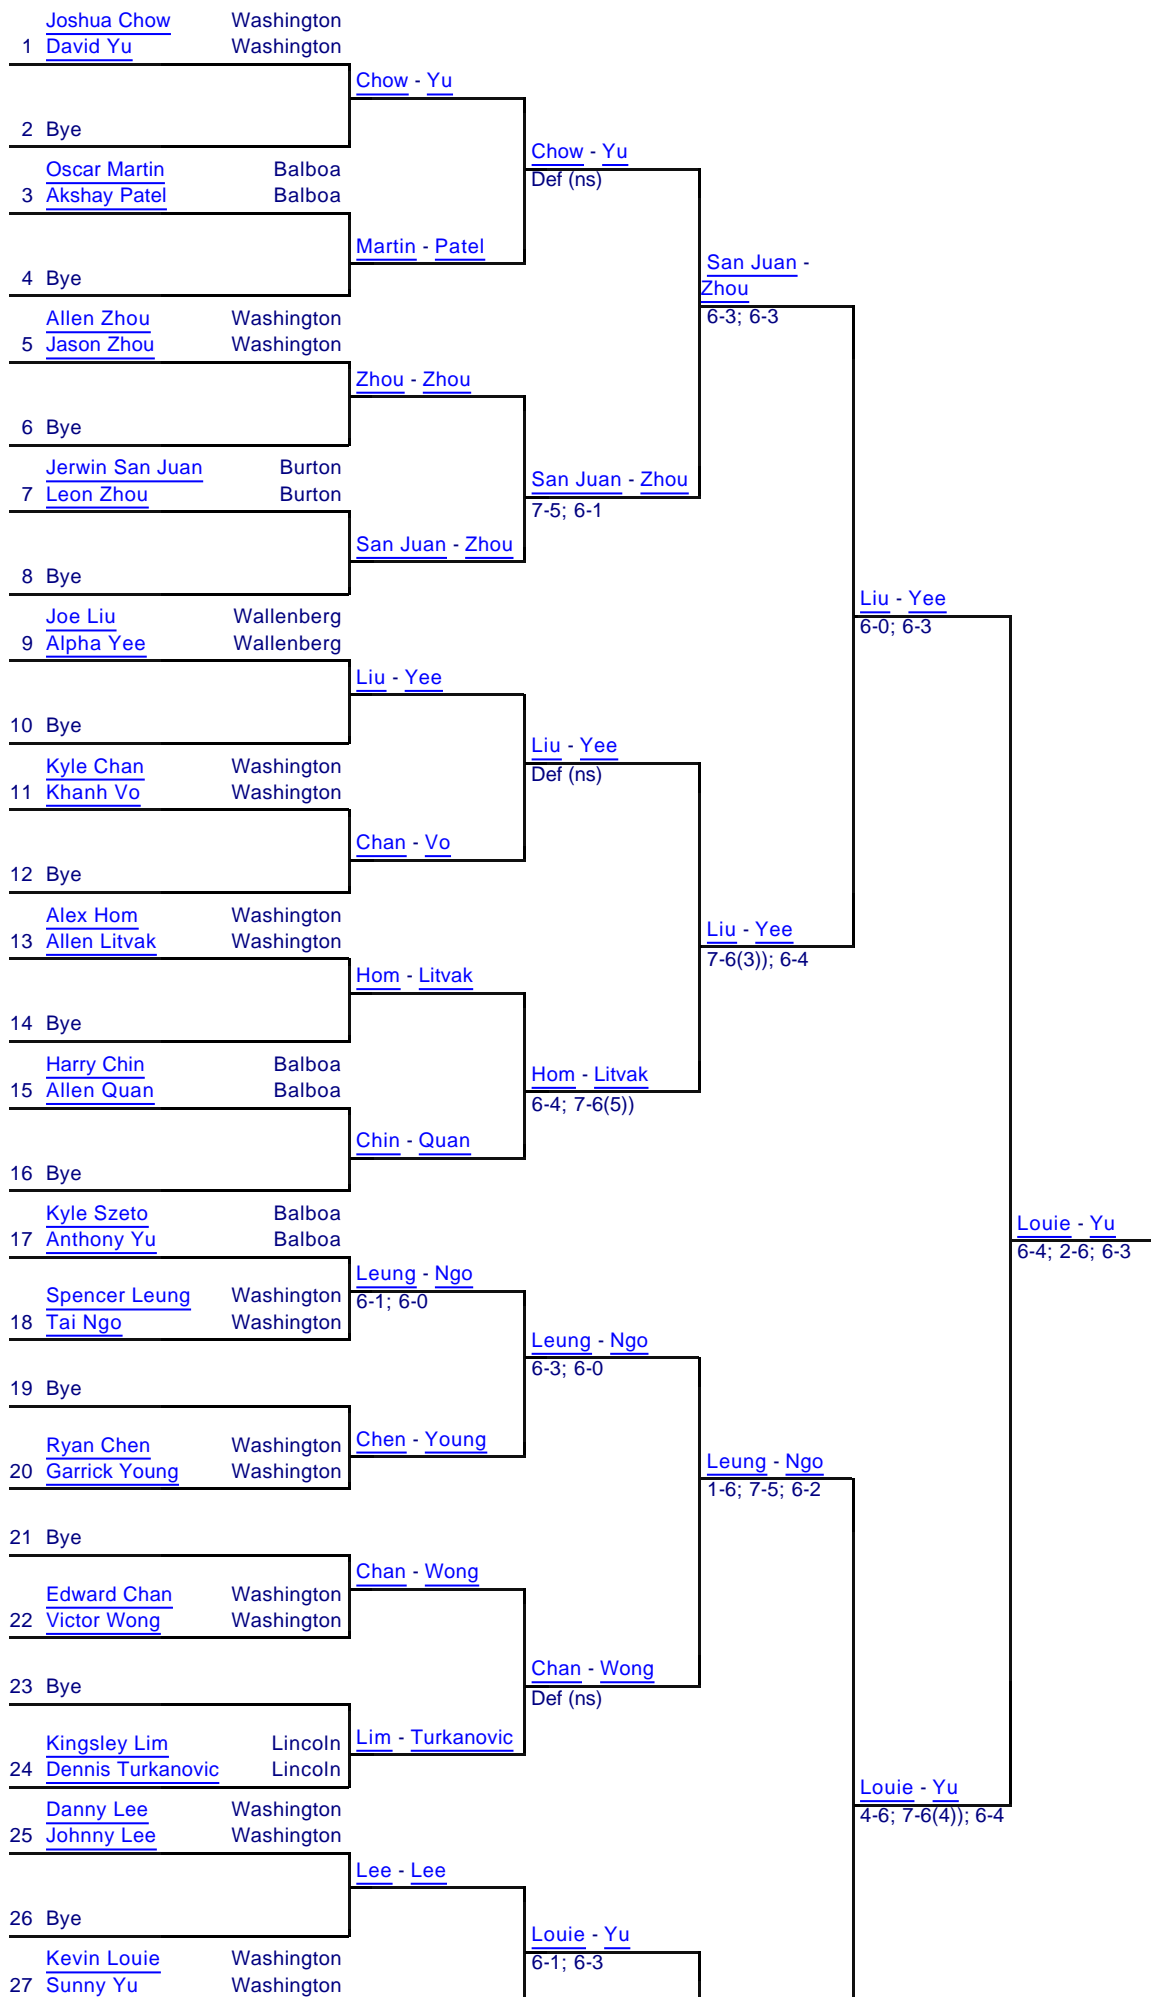 Joshua Chow Washington
1 David Yu Washington
Chow - Yu
2 Bye
Chow - Yu
Def (ns)
Oscar Martin Balboa
3 Akshay Patel Balboa
Martin - Patel
4 Bye
San Juan -
Zhou
6-3; 6-3
Allen Zhou Washington
5 Jason Zhou Washington
Zhou - Zhou
6 Bye
Jerwin San Juan Burton
7 Leon Zhou Burton
San Juan - Zhou
7-5; 6-1
San Juan - Zhou
8 Bye
Liu - Yee
6-0; 6-3
Joe Liu Wallenberg
9 Alpha Yee Wallenberg
Liu - Yee
10 Bye
Liu - Yee
Def (ns)
Kyle Chan Washington
11 Khanh Vo Washington
Chan - Vo
12 Bye
Alex Hom Washington
13 Allen Litvak Washington
Liu - Yee
7-6(3)); 6-4
Hom - Litvak
14 Bye
Harry Chin Balboa
15 Allen Quan Balboa
Hom - Litvak
6-4; 7-6(5))
Chin - Quan
16 Bye
Kyle Szeto Balboa
17 Anthony Yu Balboa
Louie - Yu
6-4; 2-6; 6-3
Leung - Ngo
6-1; 6-0
Spencer Leung Washington
18 Tai Ngo Washington
Leung - Ngo
6-3; 6-0
19 Bye
Chen - Young
Ryan Chen Washington
20 Garrick Young Washington
Leung - Ngo
1-6; 7-5; 6-2
21 Bye
Chan - Wong
Edward Chan Washington
22 Victor Wong Washington
Chan - Wong
Def (ns)
23 Bye
Lim - Turkanovic
Kingsley Lim Lincoln
24 Dennis Turkanovic Lincoln
Louie - Yu
4-6; 7-6(4)); 6-4
Danny Lee Washington
25 Johnny Lee Washington
Lee - Lee
26 Bye
Louie - Yu
6-1; 6-3
Kevin Louie Washington
27 Sunny Yu Washington